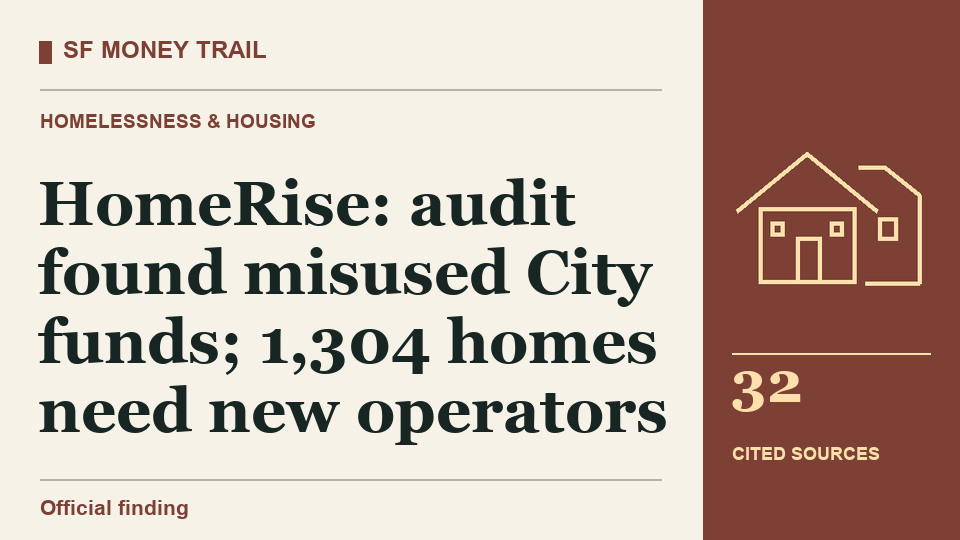 SF MONEY TRAIL
HOMELESSNESS & HOUSING
HomeRise: audit
found misused City
funds; 1,304 homes
need new operators
Official finding
32
CITED SOURCES